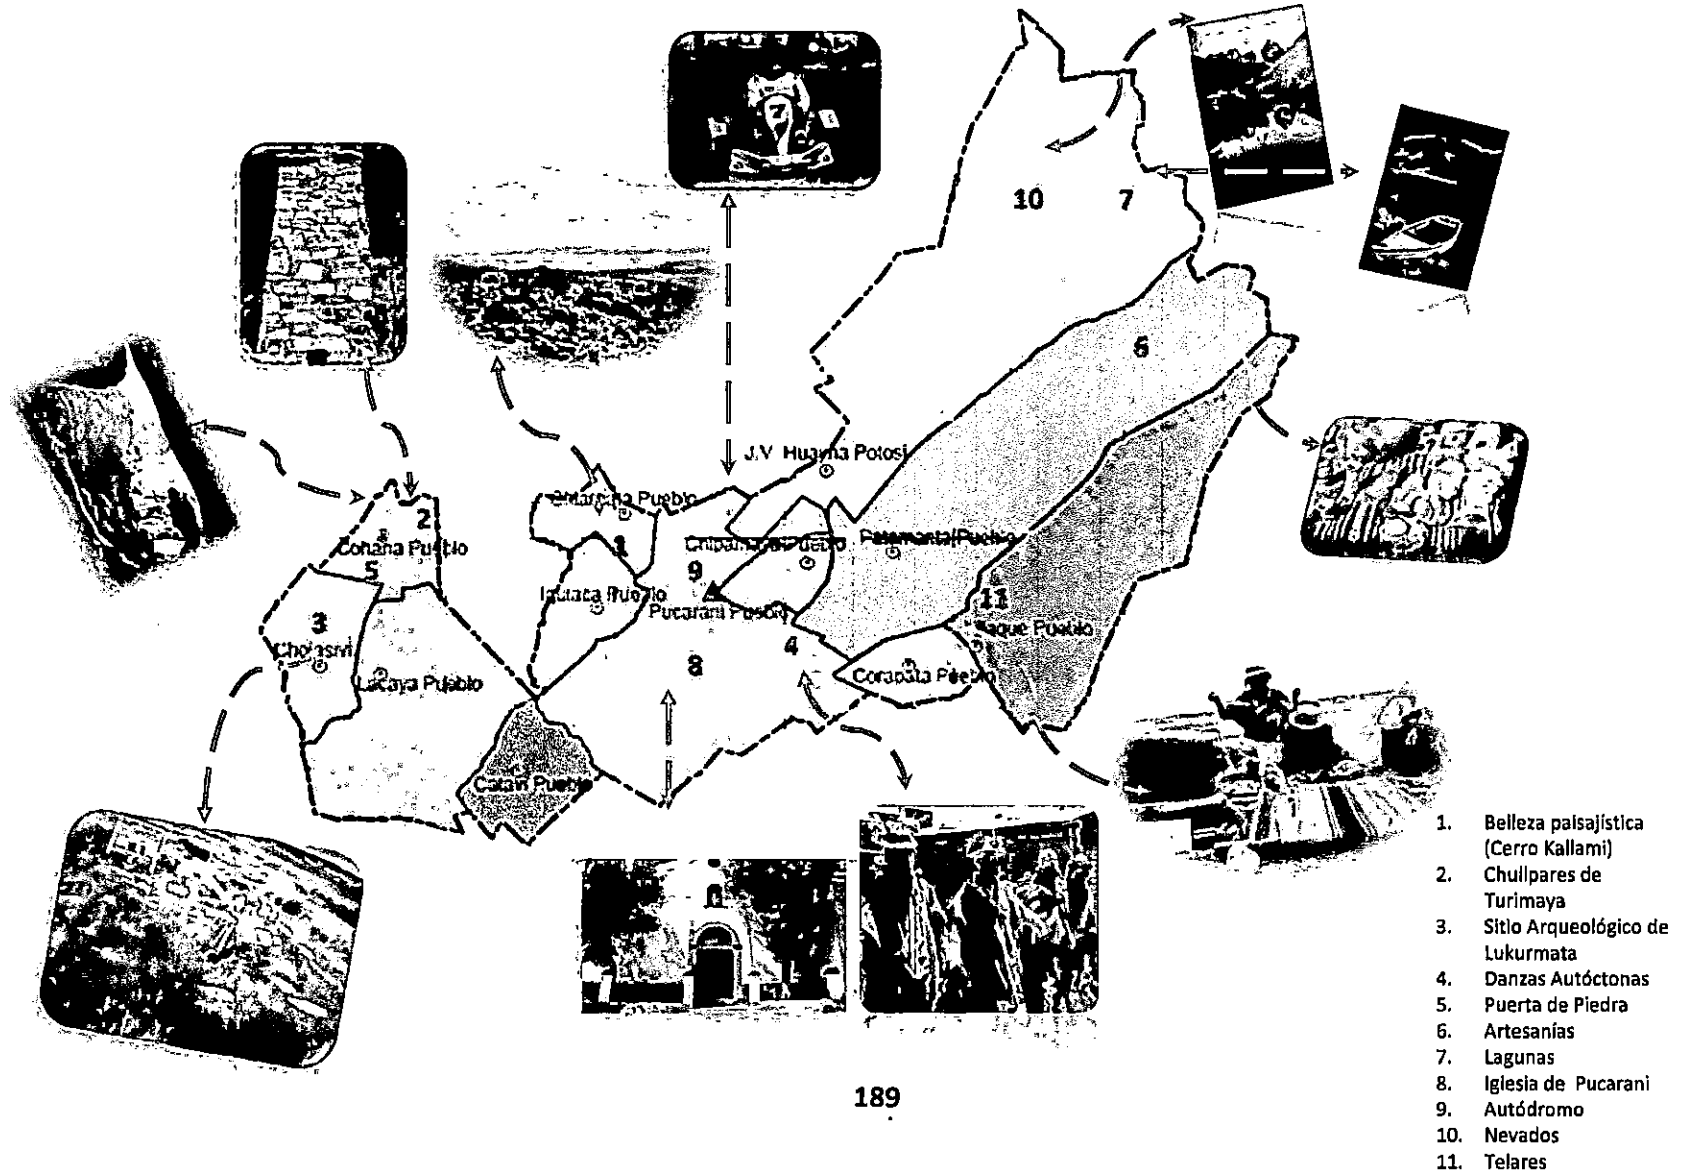 10
7
6
J.V Huayna Potosi
Pueblo
2
Cohana Pueblo
1
5
9
Pueblo
Pueblo
Pucarani Pueblo
11
Pueblo
3
4
8
Lacaya Pueblo
Corapata Pueblo
Pueblo
1. Belleza paisajística
(Cerro Kallami)
2. Chullpares de
Turimaya
3. Sitio Arqueológico de
Lukurmata
4. Danzas Autóctonas
5. Puerta de Piedra
6. Artesanías
7. Lagunas
8. Iglesia de Pucarani
9. Autódromo
10. Nevados
11. Telares
189